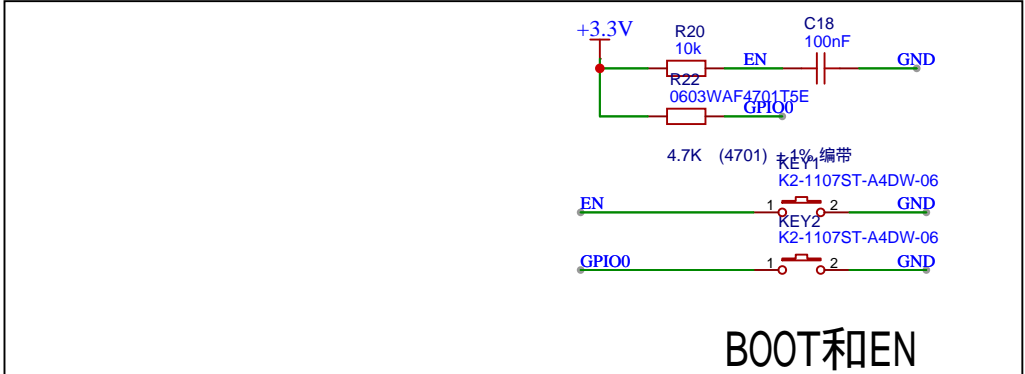 +3.3V
R20
10k
C18
100nF
EN
GND
R22
0603WAF4701T5E
GPIO0
4.7K (4701) ±1% 编带
KEY1
K2-1107ST-A4DW-06
EN
1
2
GND
KEY2
K2-1107ST-A4DW-06
GPIO0
1
2
GND
BOOT和EN